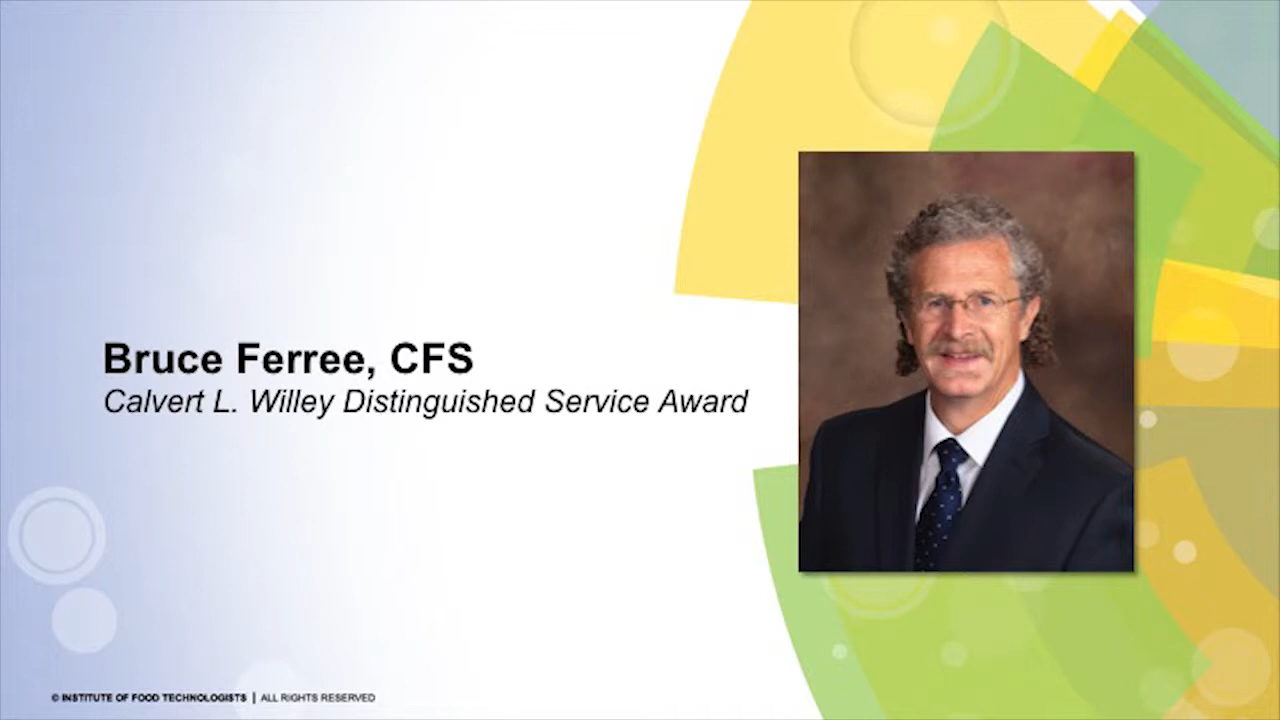 Bruce Ferree, CFS
Calvert L. Willey Distinguished Service Award
© INSTITUTE OF FOOD TECHNOLOGISTS | ALL RIGHTS RESERVED